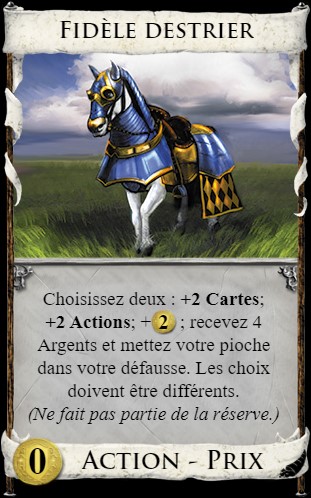 FIDÈLE DESTRIER
Choisissez deux : +2 Cartes;
+2 Actions; +2 ; recevez 4
Argents et mettez votre pioche
dans votre défausse. Les choix
doivent être différents.
(Ne fait pas partie de la réserve.)
0 ACTION - PRIX